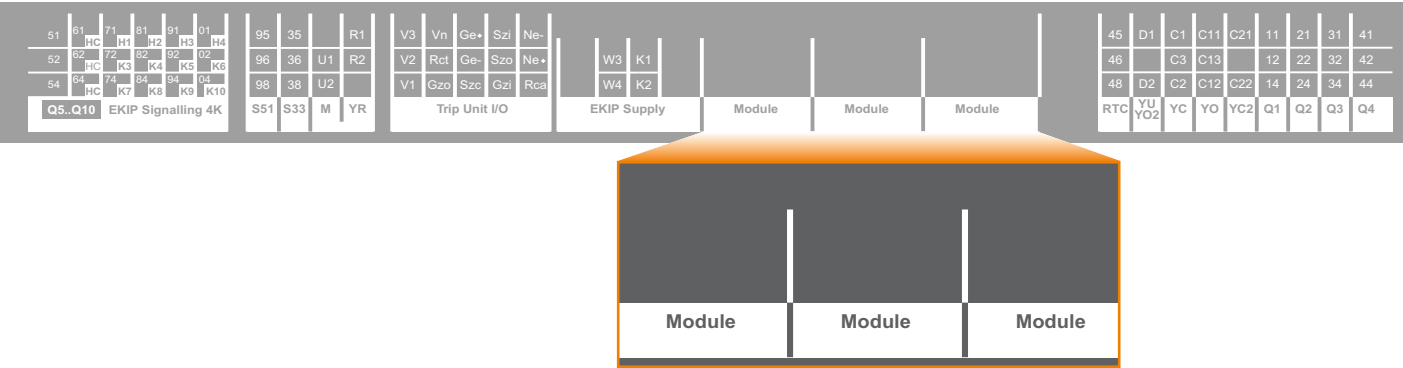 51 61 HC 71 H1 81 H2 91 H3 01 H4 95 35 R1 V3 Vn Ge• Szi Ne- 45 D1 C1 C11 C21 11 21 31 41
52 62 HC 72 K3 82 K4 92 K5 02 K6 96 36 U1 R2 V2 Rct Ge- Szo Ne• W3 K1 46 C3 C13 12 22 32 42
54 64 HC 74 K7 84 K8 94 K9 04 K10 98 38 U2 V1 Gzo Szc Gzi Rca W4 K2 48 D2 C2 C12 C22 14 24 34 44
Q5..Q10 EKIP Signalling 4K S51 S33 M YR Trip Unit I/O EKIP Supply Module Module Module RTC YU YO2 YC YO YC2 Q1 Q2 Q3 Q4
Module Module Module